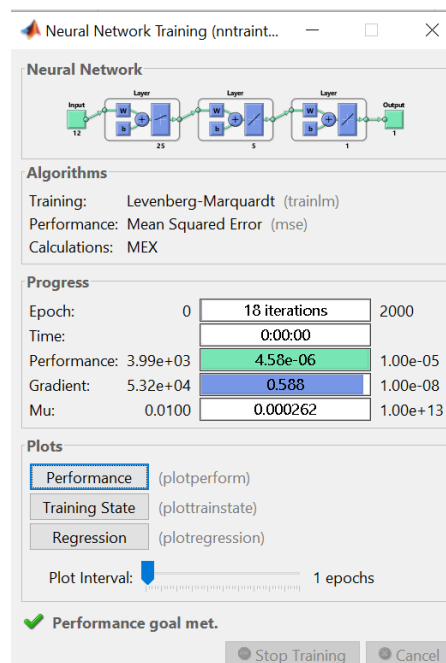 Neural Network Training (nntraint...
Neural Network
Layer Layer Layer
Input Output
W W W
b b b
12 25 5 1 1
Algorithms
Training: Levenberg-Marquardt (trainlm)
Performance: Mean Squared Error (mse)
Calculations: MEX
Progress
Epoch: 0 18 iterations 2000
Time: 0:00:00
Performance: 3.99e+03 4.58e-06 1.00e-05
Gradient: 5.32e+04 0.588 1.00e-08
Mu: 0.0100 0.000262 1.00e+13
Plots
Performance (plotperform)
Training State (plottrainstate)
Regression (plotregression)
Plot Interval: 1 epochs
Performance goal met.
Stop Training Cancel